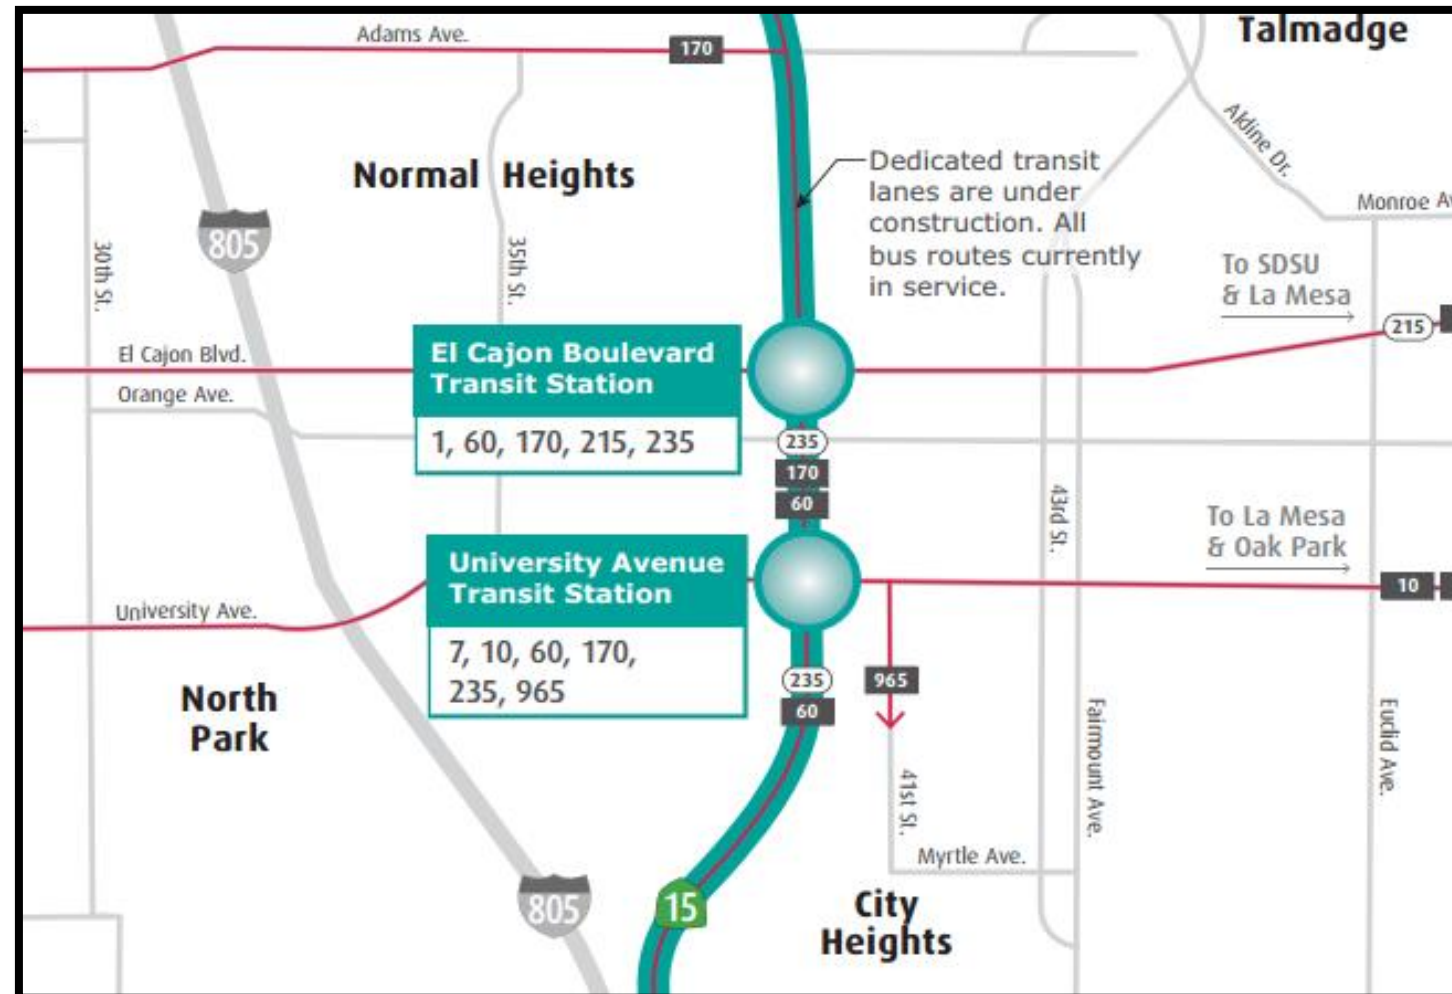 Talmadge
Adams Ave.
170
Aldine Dr.
Dedicated transit
lanes are under
construction. All
bus routes currently
in service.
Normal Heights
805
30th St.
35th St.
To SDSU
& La Mesa
215
El Cajon Blvd.
El Cajon Boulevard
Transit Station
1, 60, 170, 215, 235
Orange Ave.
235
170
60
43rd St.
To La Mesa
& Oak Park
10
University Ave.
University Avenue
Transit Station
7, 10, 60, 170,
235, 965
235
60
965
North
Park
41st St.
Fairmount Ave.
Euclid Ave.
Myrtle Ave.
805
15
City
Heights